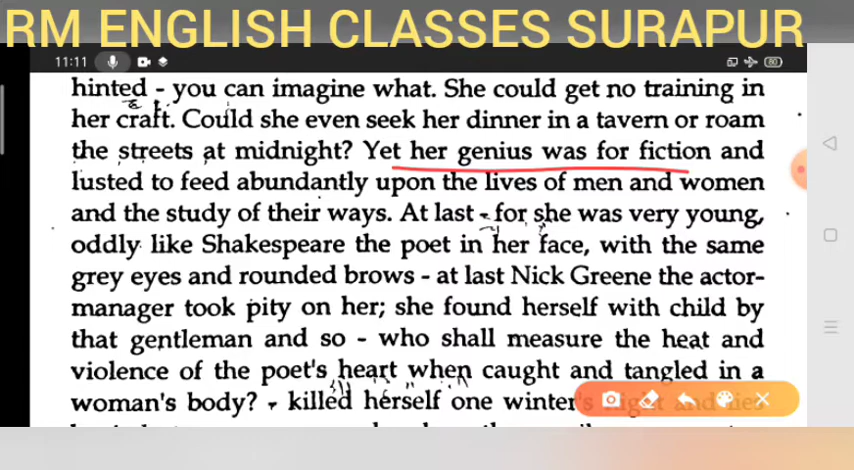 RM ENGLISH CLASSES SURAPUR
11:11
80
hinted - you can imagine what. She could get no training in
her craft. Could she even seek her dinner in a tavern or roam
the streets at midnight? Yet her genius was for fiction and
lusted to feed abundantly upon the lives of men and women
and the study of their ways. At last - for she was very young,
oddly like Shakespeare the poet in her face, with the same
grey eyes and rounded brows - at last Nick Greene the actor-
manager took pity on her; she found herself with child by
that gentleman and so - who shall measure the heat and
violence of the poet's heart when caught and tangled in a
woman's body? - killed herself one winter's night and lies